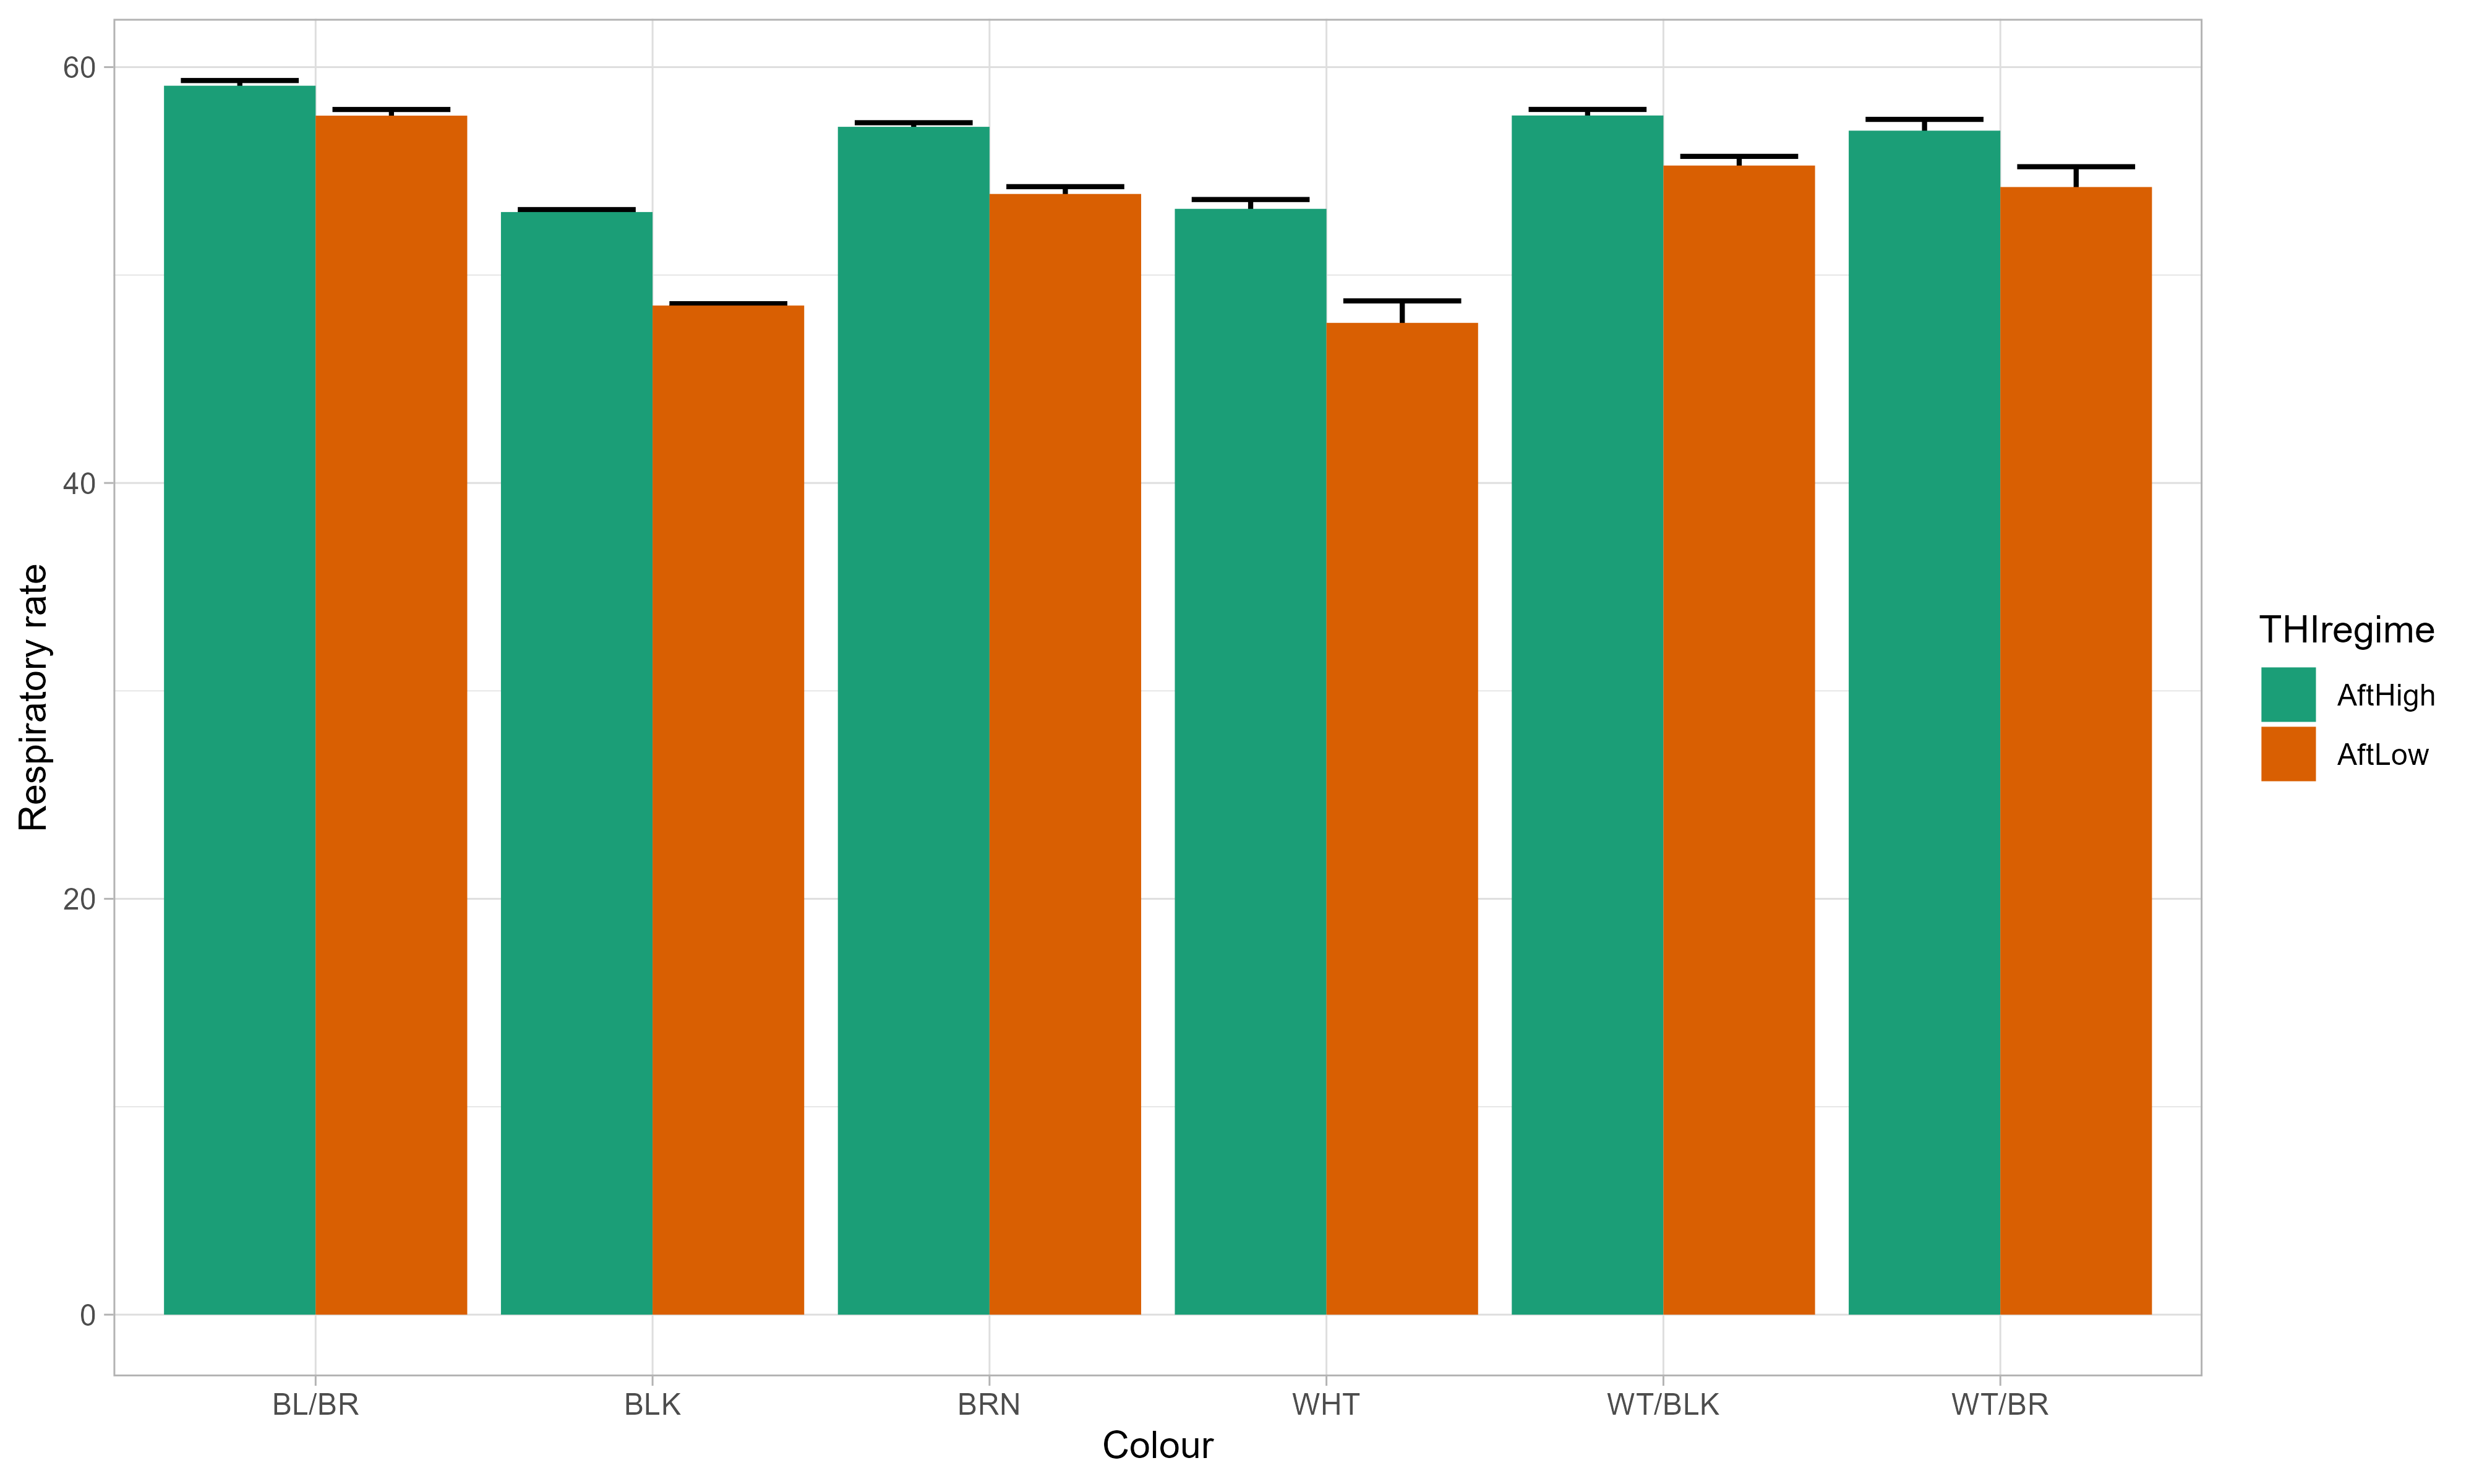 60
40
20
0
Respiratory rate
BL/BR BLK BRN WHT WT/BLK WT/BR
Colour
THIregime
AftHigh
AftLow